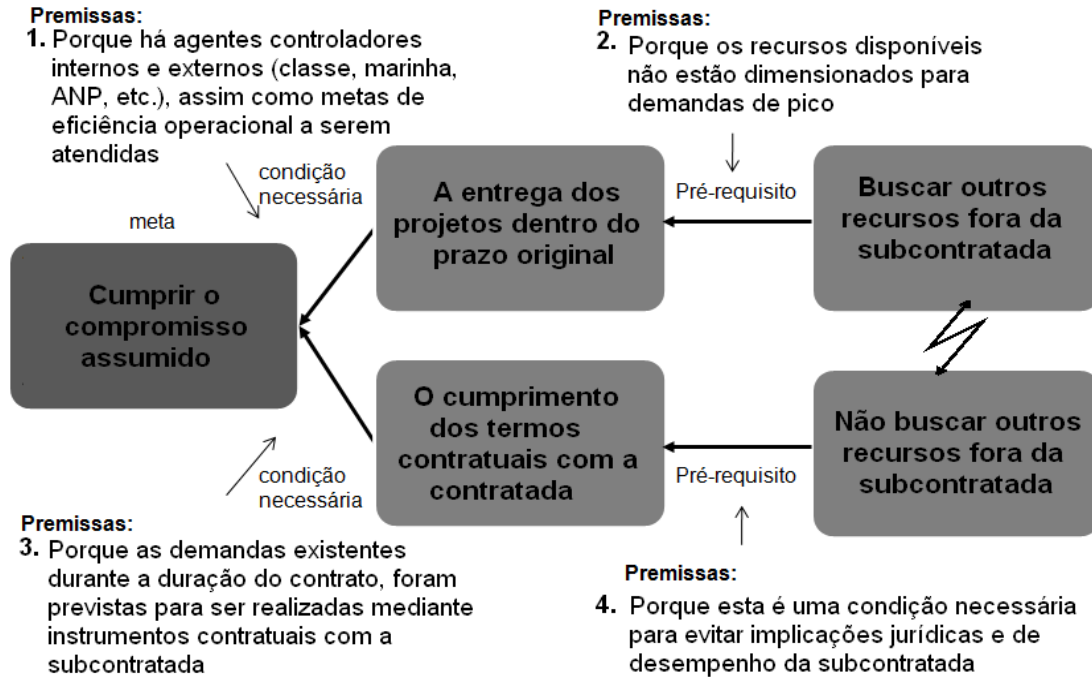 Premissas:
1. Porque há agentes controladores
internos e externos (classe, marinha,
ANP, etc.), assim como metas de
eficiência operacional a serem
atendidas
Premissas:
2. Porque os recursos disponíveis
não estão dimensionados para
demandas de pico
condição
necessária
meta
A entrega dos
projetos dentro do
prazo original
Pré-requisito
Buscar outros
recursos fora da
subcontratada
Cumprir o
compromisso
assumido
O cumprimento
dos termos
contratuais com a
contratada
Pré-requisito
Não buscar outros
recursos fora da
subcontratada
condição
necessária
Premissas:
3. Porque as demandas existentes
durante a duração do contrato, foram
previstas para ser realizadas mediante
instrumentos contratuais com a
subcontratada
Premissas:
4. Porque esta é uma condição necessária
para evitar implicações jurídicas e de
desempenho da subcontratada